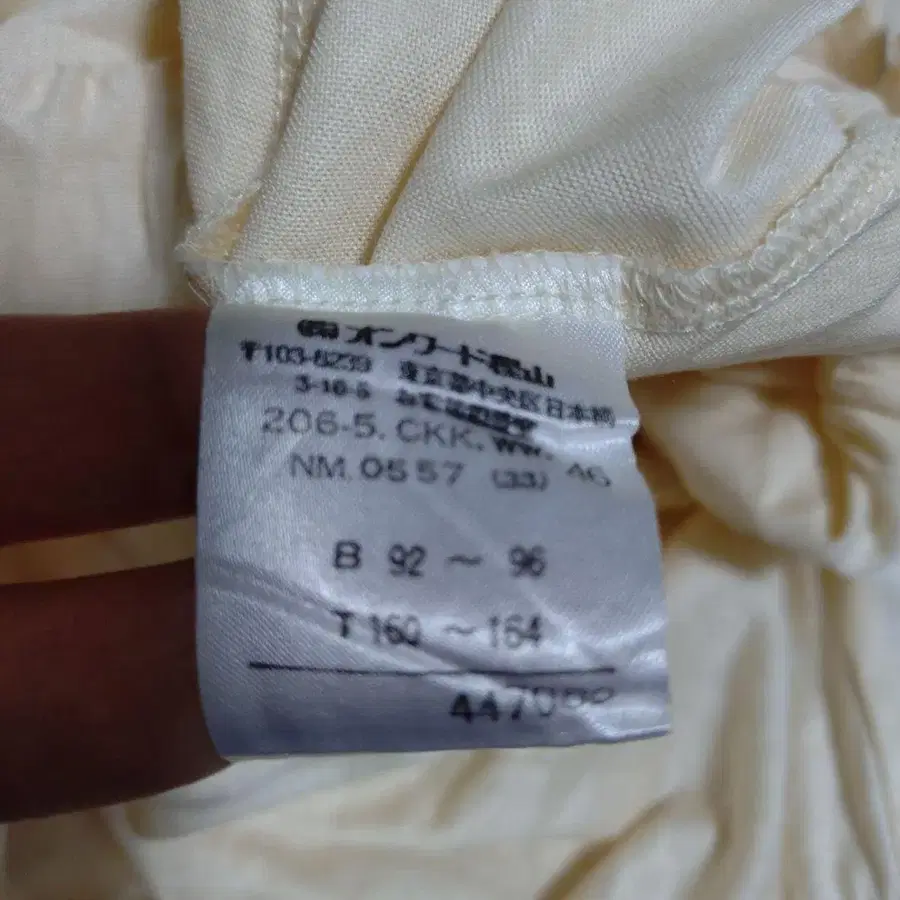 ㈱オンワード樫山
〒103-8239 東京都中央区日本橋
3-10-5
206-5. CKK.
NM. 0557 (33) 46
B 92 ～ 96
T 160 ～ 164
4470